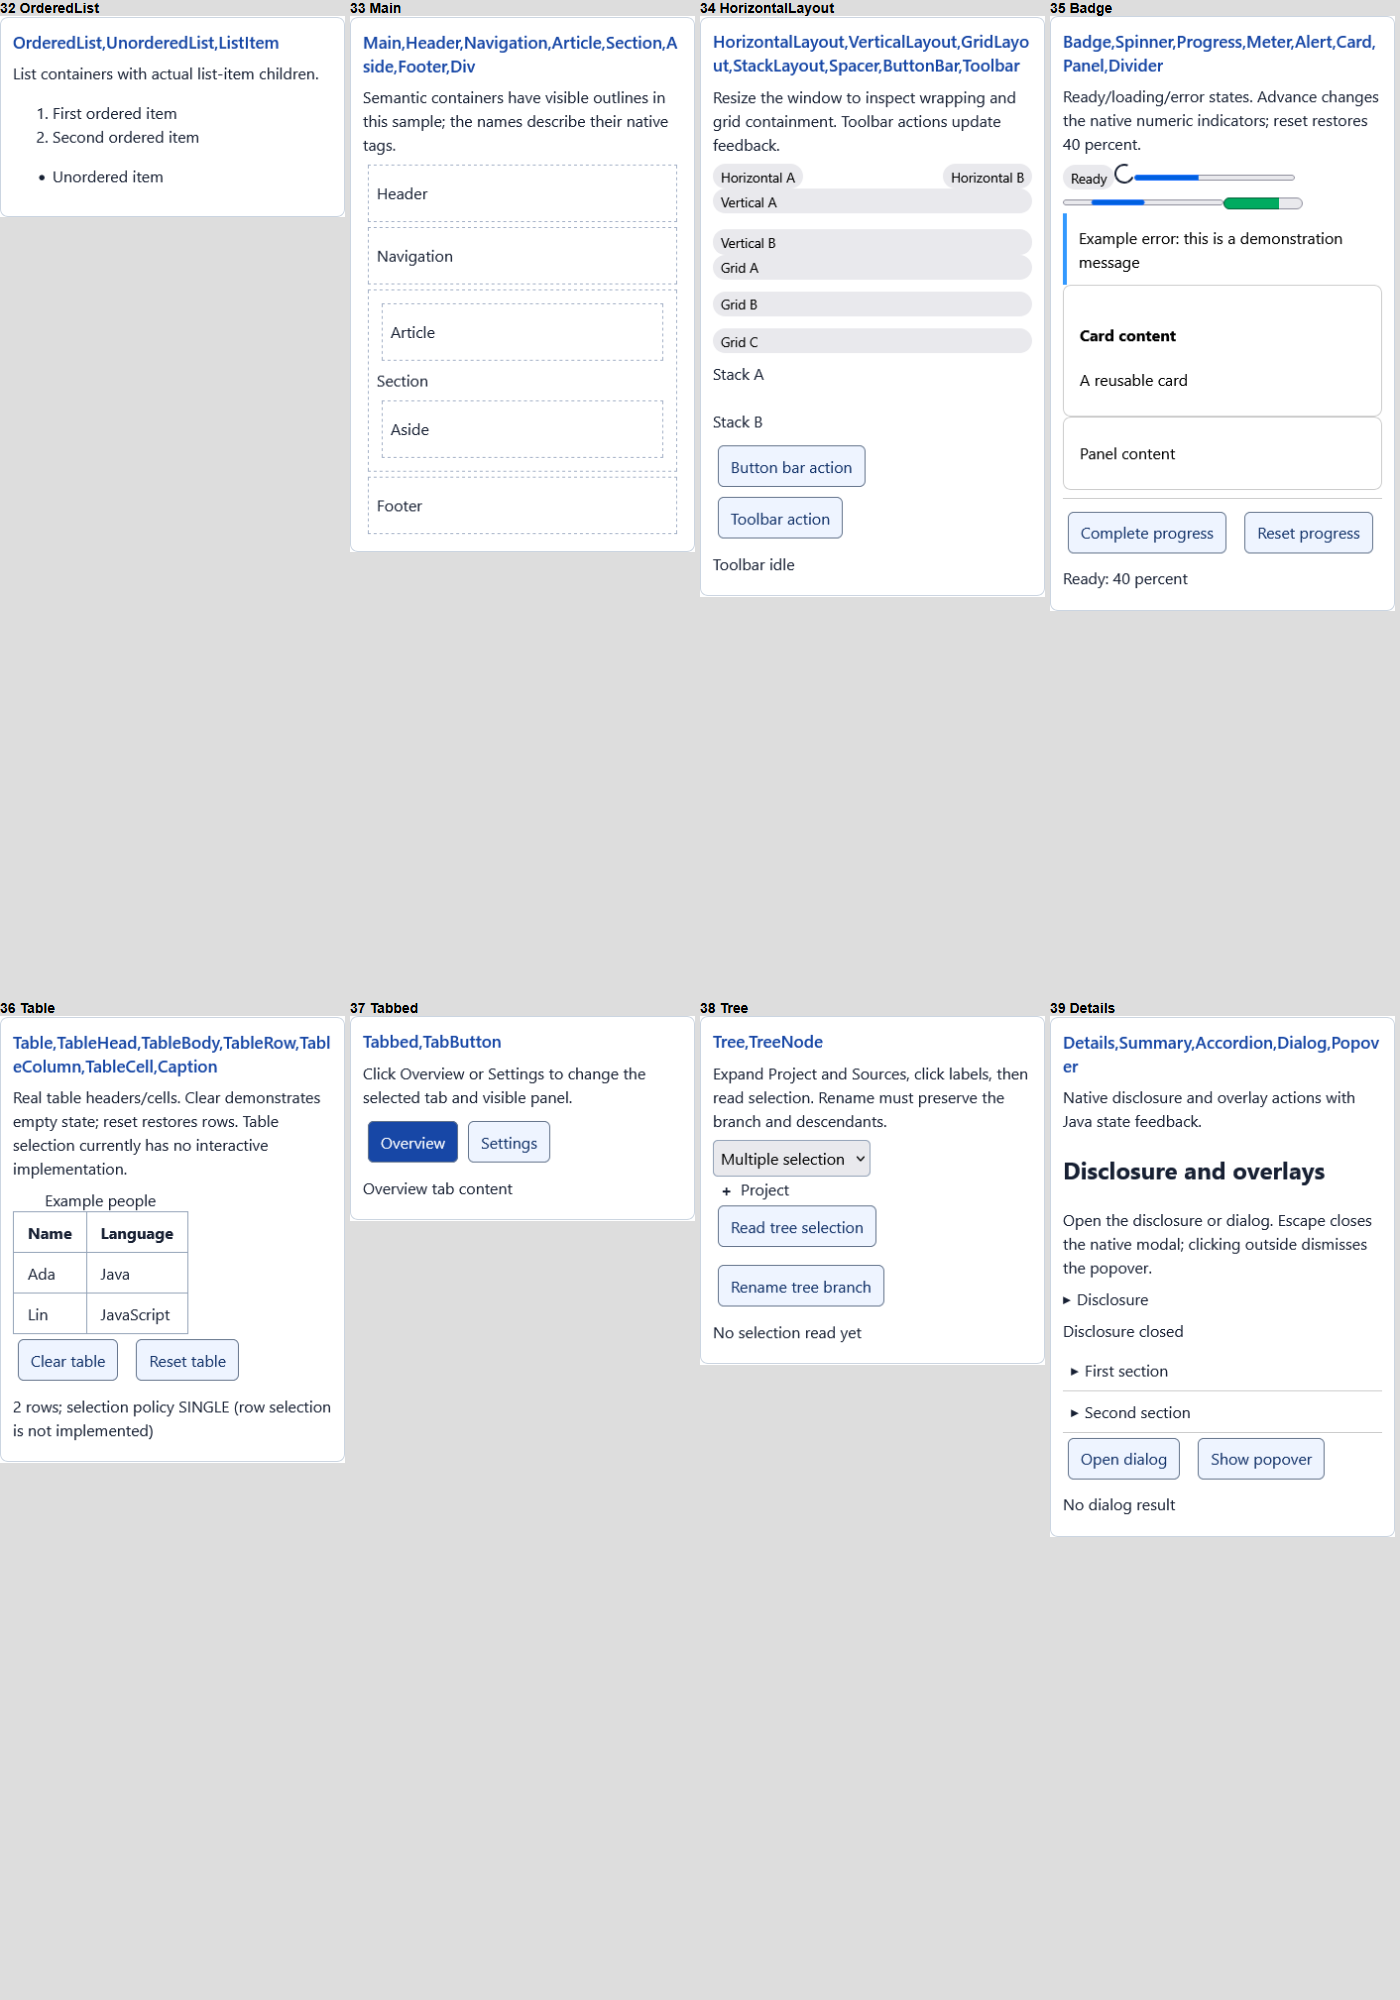 32 OrderedList
OrderedList,UnorderedList,ListItem
List containers with actual list-item children.
1. First ordered item
2. Second ordered item
• Unordered item
33 Main
Main,Header,Navigation,Article,Section,A
side,Footer,Div
Semantic containers have visible outlines in
this sample; the names describe their native
tags.
Header
Navigation
Article
Section
Aside
Footer
34 HorizontalLayout
HorizontalLayout,VerticalLayout,GridLayo
ut,StackLayout,Spacer,ButtonBar,Toolbar
Resize the window to inspect wrapping and
grid containment. Toolbar actions update
feedback.
Horizontal A
Horizontal B
Vertical A
Vertical B
Grid A
Grid B
Grid C
Stack A
Stack B
Button bar action
Toolbar action
Toolbar idle
35 Badge
Badge,Spinner,Progress,Meter,Alert,Card,
Panel,Divider
Ready/loading/error states. Advance changes
the native numeric indicators; reset restores
40 percent.
Ready
Example error: this is a demonstration
message
Card content
A reusable card
Panel content
Complete progress
Reset progress
Ready: 40 percent
36 Table
Table,TableHead,TableBody,TableRow,Tabl
eColumn,TableCell,Caption
Real table headers/cells. Clear demonstrates
empty state; reset restores rows. Table
selection currently has no interactive
implementation.
Example people
Name Language
Ada Java
Lin JavaScript
Clear table
Reset table
2 rows; selection policy SINGLE (row selection
is not implemented)
37 Tabbed
Tabbed,TabButton
Click Overview or Settings to change the
selected tab and visible panel.
Overview
Settings
Overview tab content
38 Tree
Tree,TreeNode
Expand Project and Sources, click labels, then
read selection. Rename must preserve the
branch and descendants.
Multiple selection
+ Project
Read tree selection
Rename tree branch
No selection read yet
39 Details
Details,Summary,Accordion,Dialog,Popov
er
Native disclosure and overlay actions with
Java state feedback.
Disclosure and overlays
Open the disclosure or dialog. Escape closes
the native modal; clicking outside dismisses
the popover.
▸ Disclosure
Disclosure closed
▸ First section
▸ Second section
Open dialog
Show popover
No dialog result